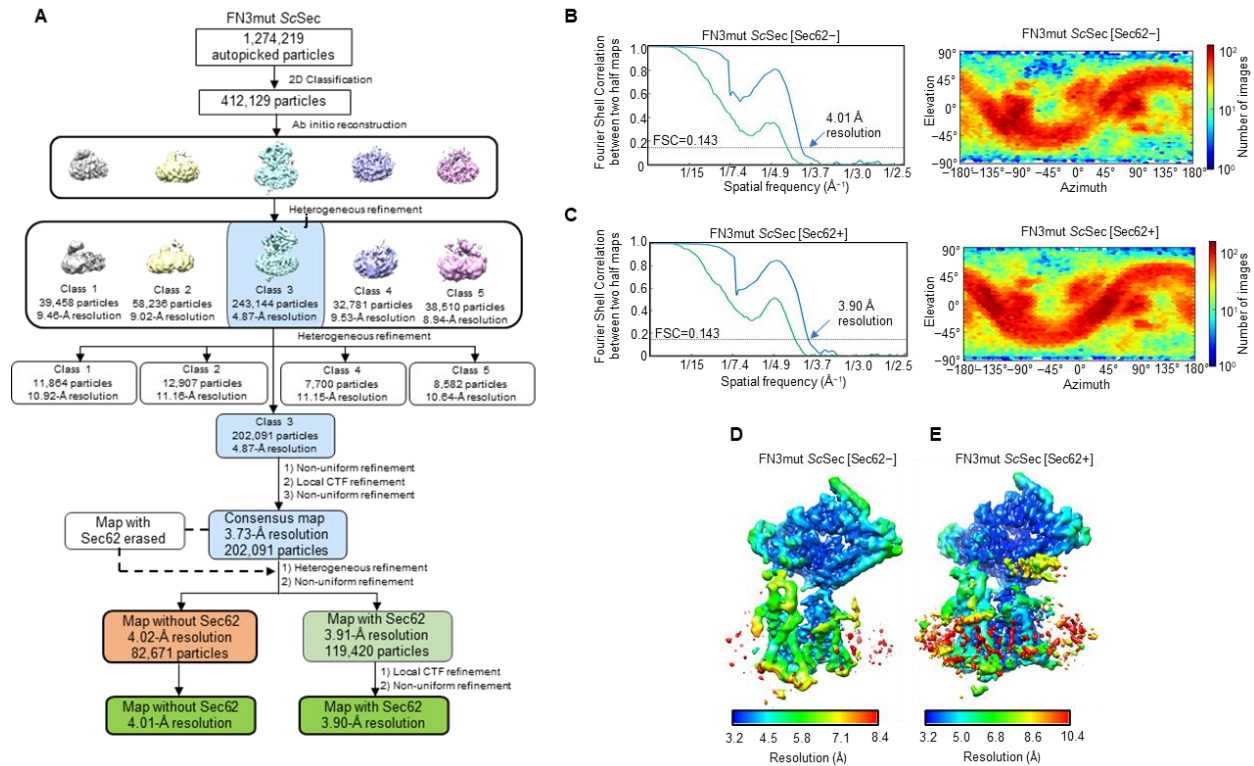 A
FN3mut ScSec
1,274,219
autopicked particles
2D Classification
412,129 particles
Ab initio reconstruction
Heterogeneous refinement
j
Class 1
39,458 particles
9.46-Å resolution
Class 2
58,236 particles
9.02-Å resolution
Class 3
243,144 particles
4.87-Å resolution
Class 4
32,781 particles
9.53-Å resolution
Class 5
38,510 particles
8.94-Å resolution
Heterogeneous refinement
Class 1
11,864 particles
10.92-Å resolution
Class 2
12,907 particles
11.16-Å resolution
Class 4
7,700 particles
11.15-Å resolution
Class 5
8,582 particles
10.64-Å resolution
Class 3
202,091 particles
4.87-Å resolution
1) Non-uniform refinement
2) Local CTF refinement
3) Non-uniform refinement
Map with
Sec62 erased
Consensus map
3.73-Å resolution
202,091 particles
1) Heterogeneous refinement
2) Non-uniform refinement
Map without Sec62
4.02-Å resolution
82,671 particles
Map with Sec62
3.91-Å resolution
119,420 particles
1) Local CTF refinement
2) Non-uniform refinement
Map without Sec62
4.01-Å resolution
Map with Sec62
3.90-Å resolution
B
FN3mut ScSec [Sec62−]
Fourier Shell Correlation
between two half maps
1.0
0.8
0.6
0.4
0.2
0
FSC=0.143
4.01 Å
resolution
1/15 1/7.4 1/4.9 1/3.7 1/3 1/2.5
Spatial frequency (Å⁻¹)
FN3mut ScSec [Sec62−]
Elevation
90°
45°
0°
−45°
−90°
−180° −135° −90° −45° 0° 45° 90° 135° 180°
Azimuth
10²
10¹
10⁰
Number of images
C
FN3mut ScSec [Sec62+]
Fourier Shell Correlation
between two half maps
1.0
0.8
0.6
0.4
0.2
0
FSC=0.143
3.90 Å
resolution
1/15 1/7.4 1/4.9 1/3.7 1/3 1/2.5
Spatial frequency (Å⁻¹)
FN3mut ScSec [Sec62+]
Elevation
90°
45°
0°
−45°
−90°
−180° −135° −90° −45° 0° 45° 90° 135° 180°
Azimuth
10²
10¹
10⁰
Number of images
D
FN3mut ScSec [Sec62−]
3.2 4.5 5.8 7.1 8.4
Resolution (Å)
E
FN3mut ScSec [Sec62+]
3.2 5.0 6.8 8.6 10.4
Resolution (Å)